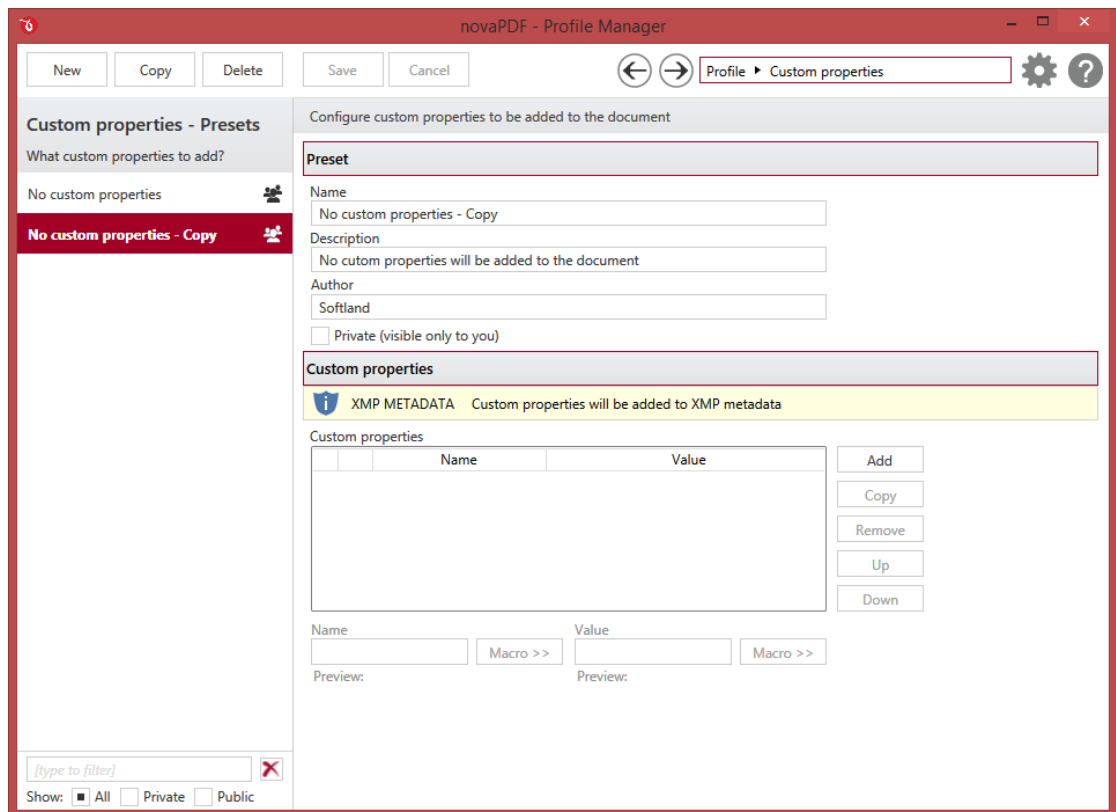 novaPDF - Profile Manager
New Copy Delete Save Cancel Profile ▸ Custom properties
Custom properties - Presets
What custom properties to add?
No custom properties
No custom properties - Copy
[type to filter]
Show: All Private Public
Configure custom properties to be added to the document
Preset
Name
No custom properties - Copy
Description
No cutom properties will be added to the document
Author
Softland
Private (visible only to you)
Custom properties
XMP METADATA Custom properties will be added to XMP metadata
Custom properties
Name Value
Add
Copy
Remove
Up
Down
Name Value
Macro >> Macro >>
Preview: Preview: